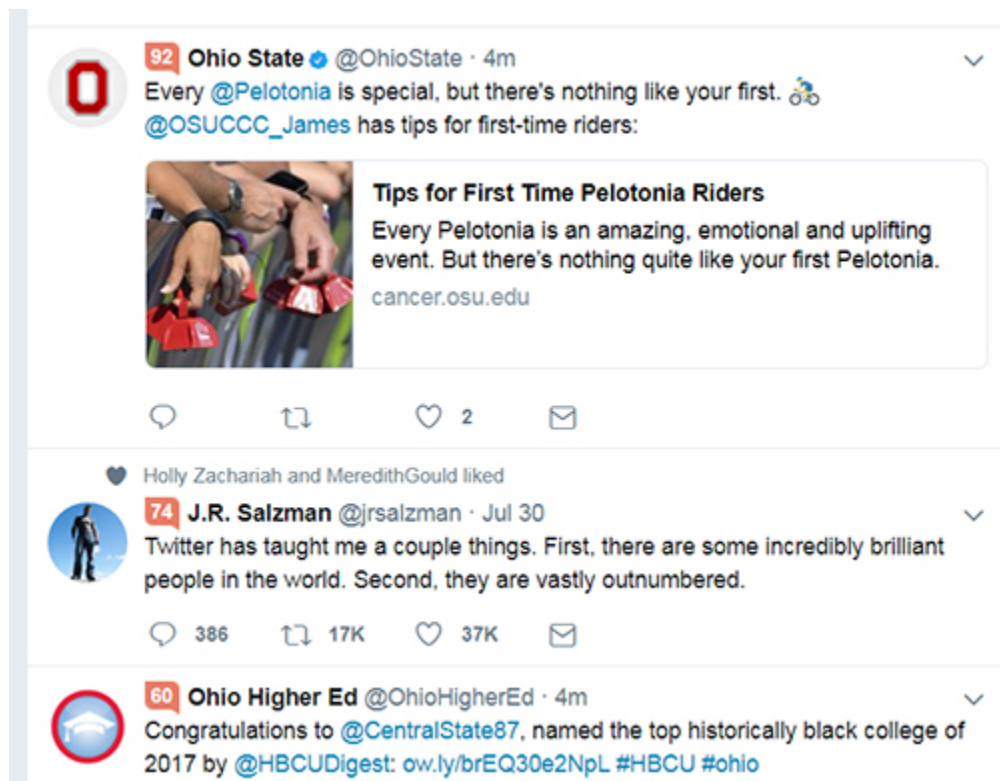 92 Ohio State @OhioState · 4m
Every @Pelotonia is special, but there's nothing like your first. 🚴
@OSUCCC_James has tips for first-time riders:
Tips for First Time Pelotonia Riders
Every Pelotonia is an amazing, emotional and uplifting
event. But there's nothing quite like your first Pelotonia.
cancer.osu.edu
2
Holly Zachariah and MeredithGould liked
74 J.R. Salzman @jrsalzman · Jul 30
Twitter has taught me a couple things. First, there are some incredibly brilliant
people in the world. Second, they are vastly outnumbered.
386 17K 37K
60 Ohio Higher Ed @OhioHigherEd · 4m
Congratulations to @CentralState87, named the top historically black college of
2017 by @HBCUDigest: ow.ly/brEQ30e2NpL #HBCU #ohio